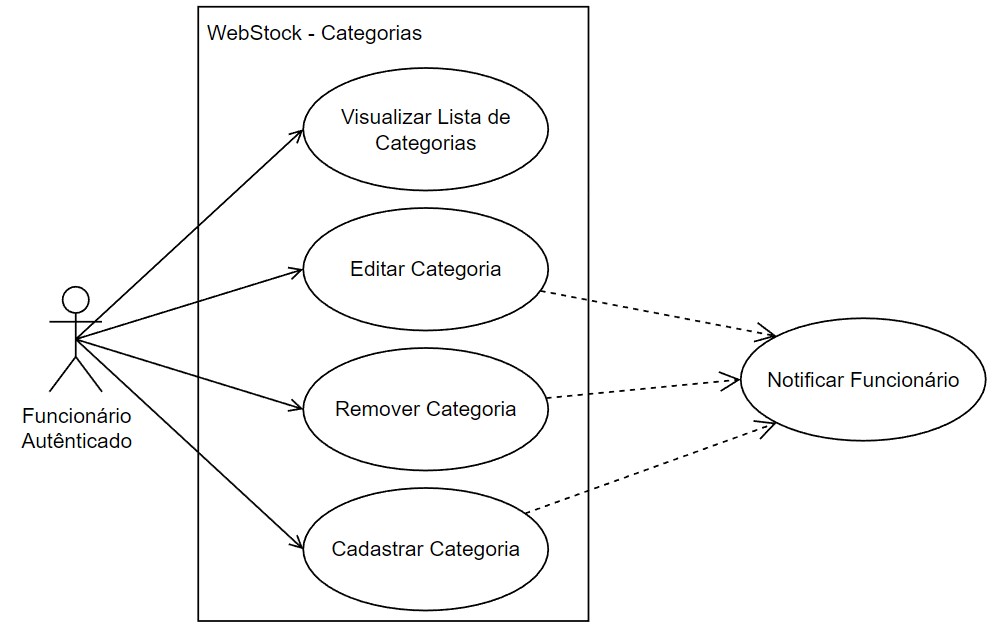 WebStock - Categorias
Visualizar Lista de
Categorias
Editar Categoria
Remover Categoria
Cadastrar Categoria
Notificar Funcionário
Funcionário
Autênticado